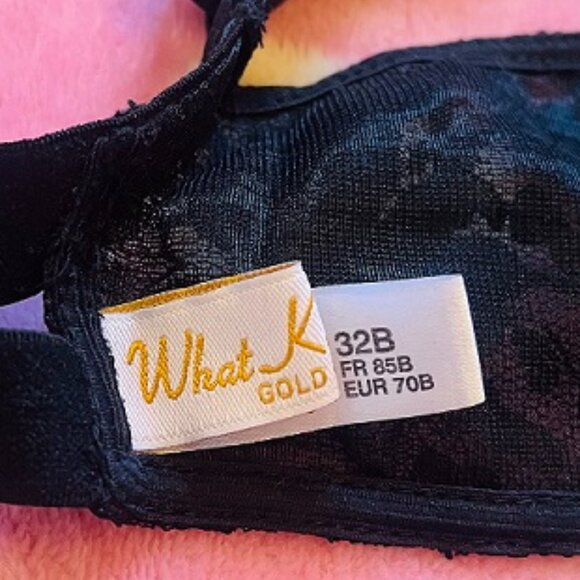 What K
GOLD
32B
FR 85B
EUR 70B